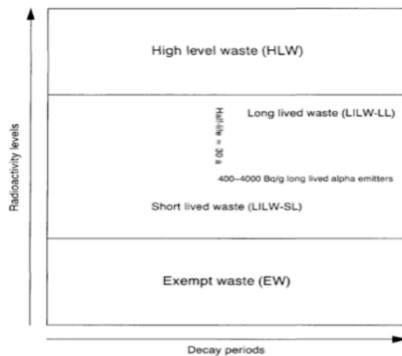 High level waste (HLW)
Long lived waste (LILW-LL)
Half-life = 30 a
400–4000 Bq/g long lived alpha emitters
Short lived waste (LILW-SL)
Exempt waste (EW)
Radioactivity levels
Decay periods